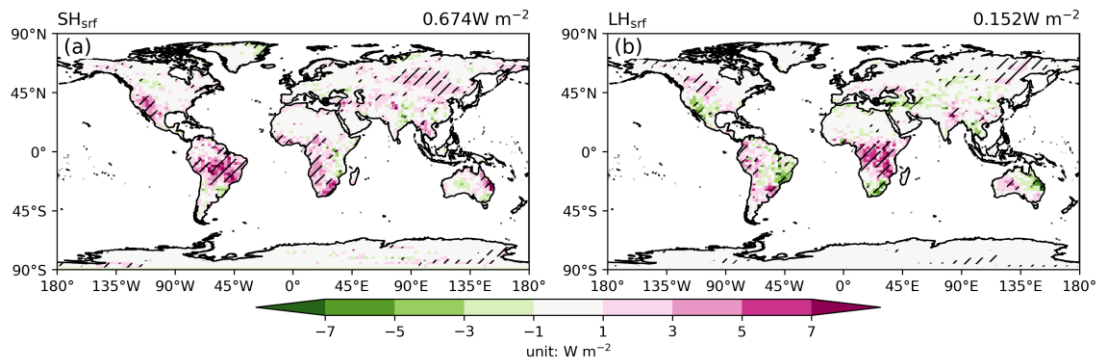 SH_srf 0.674W m⁻² LH_srf 0.152W m⁻²
(a) (b)
90°N 90°N
45°N 45°N
0° 0°
45°S 45°S
90°S 90°S
180° 135°W 90°W 45°W 0° 45°E 90°E 135°E 180° 180° 135°W 90°W 45°W 0° 45°E 90°E 135°E 180°
−7 −5 −3 −1 1 3 5 7
unit: W m⁻²